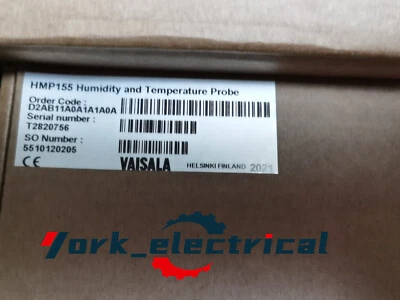 HMP155 Humidity and Temperature Probe
Order Code :
D2AB11A0A1A1A0A
Serial number :
T2820756
SO Number :
5510120205
CE VAISALA HELSINKI FINLAND 2021
York_electrical